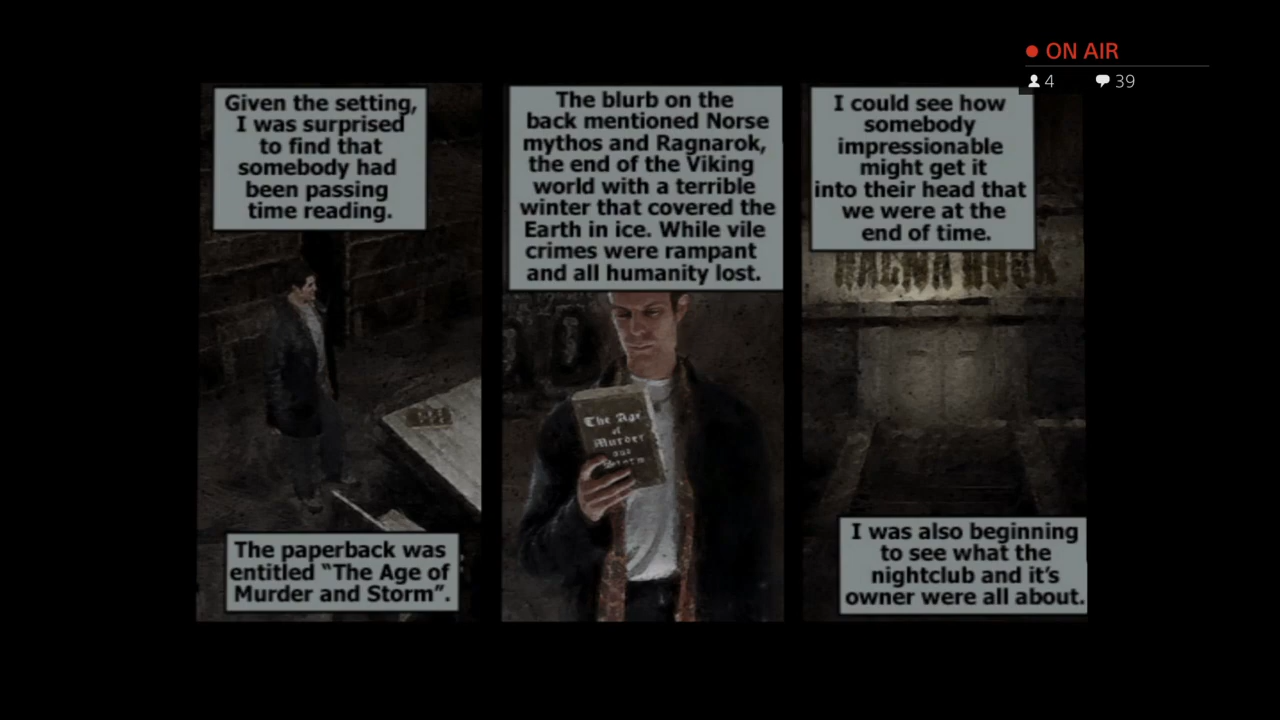 ON AIR
4 39
Given the setting,
I was surprised
to find that
somebody had
been passing
time reading.
The paperback was
entitled “The Age of
Murder and Storm”.
The blurb on the
back mentioned Norse
mythos and Ragnarok,
the end of the Viking
world with a terrible
winter that covered the
Earth in ice. While vile
crimes were rampant
and all humanity lost.
The Age
of
Murder
and
Storm
I could see how
somebody
impressionable
might get it
into their head that
we were at the
end of time.
RAGNA ROCK
I was also beginning
to see what the
nightclub and it’s
owner were all about.